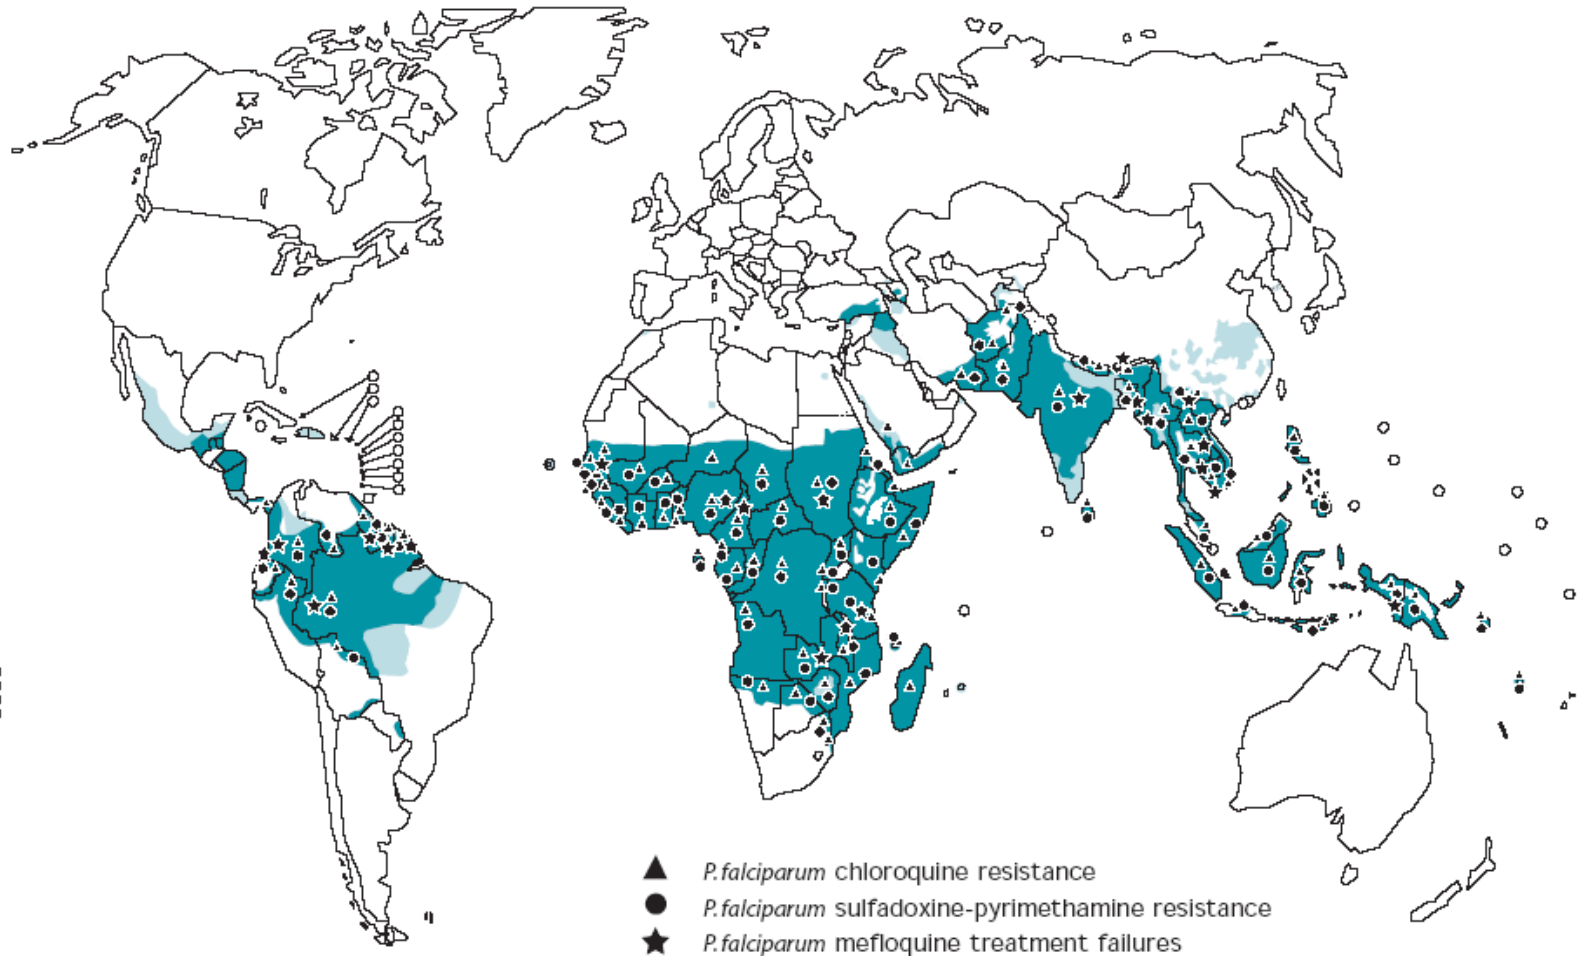 P.falciparum chloroquine resistance
P.falciparum sulfadoxine-pyrimethamine resistance
P.falciparum mefloquine treatment failures